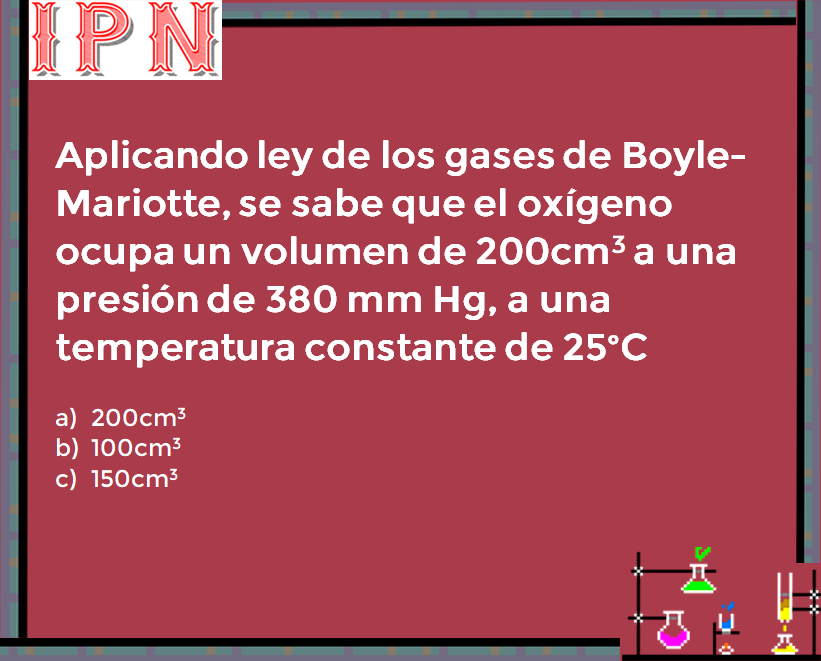 IPN
Aplicando ley de los gases de Boyle-
Mariotte, se sabe que el oxígeno
ocupa un volumen de 200cm³ a una
presión de 380 mm Hg, a una
temperatura constante de 25°C
a) 200cm³
b) 100cm³
c) 150cm³